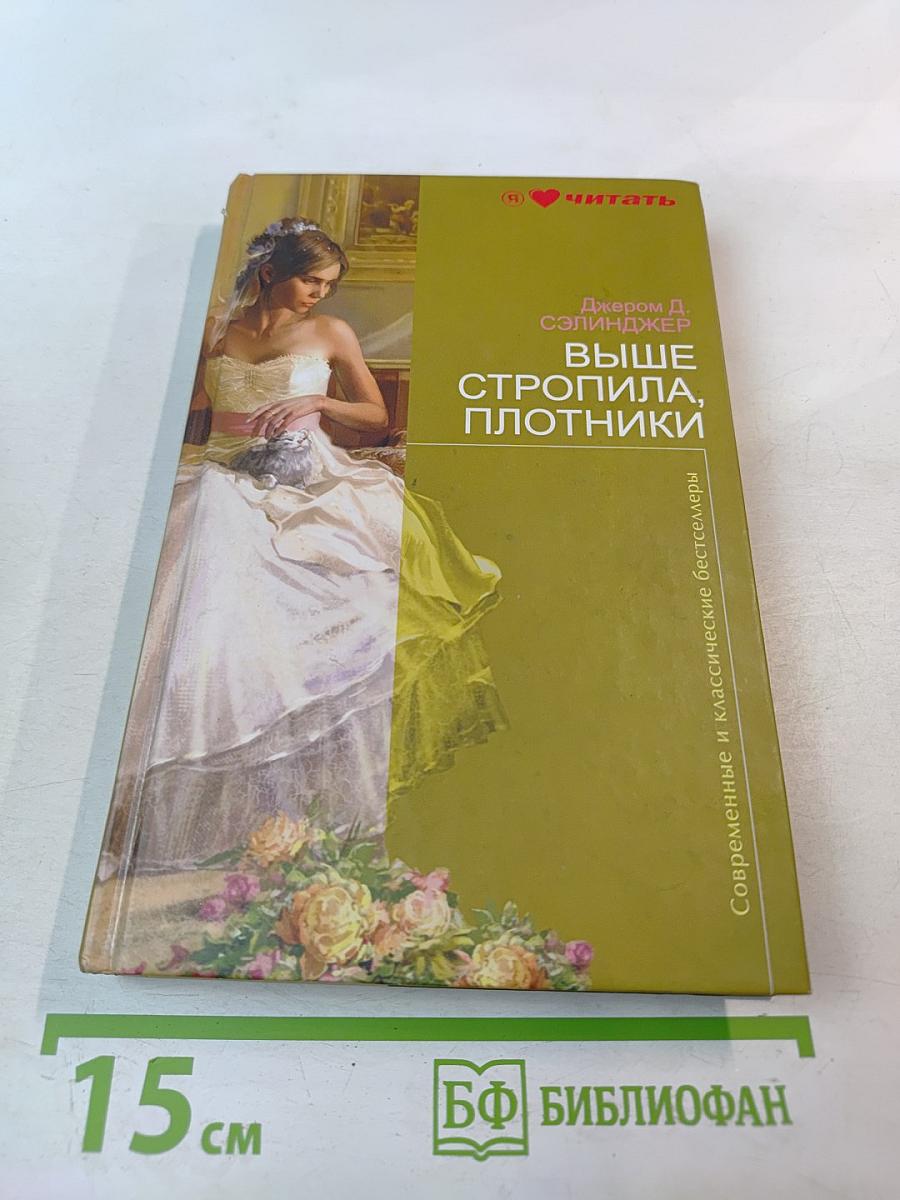 Я читать
Джером Д.
СЭЛИНДЖЕР
ВЫШЕ
СТРОПИЛА,
ПЛОТНИКИ
Современные и классические бестселлеры
15 см
БФ БИБЛИОФАН